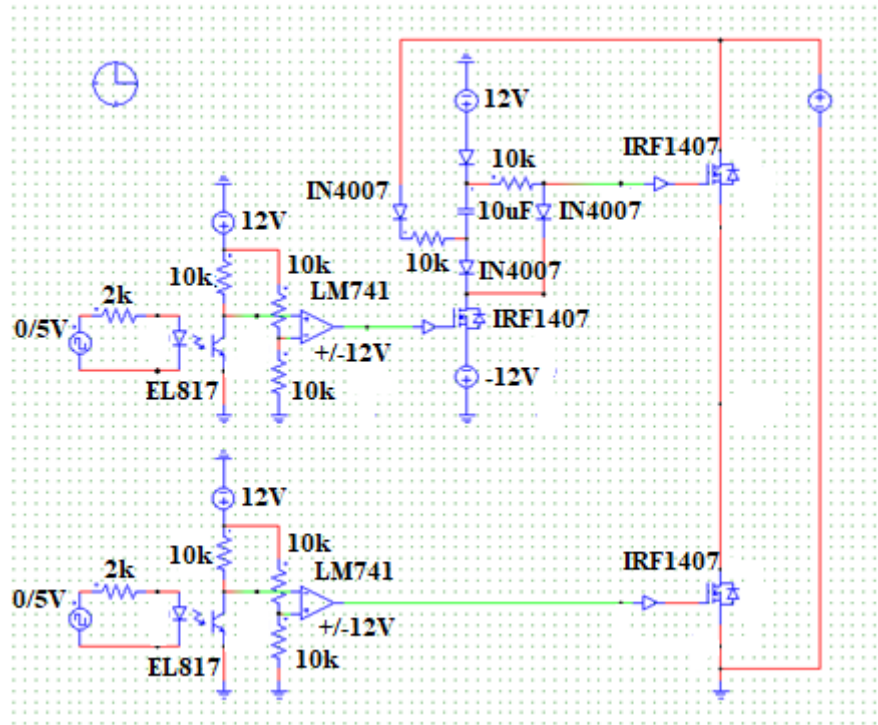 12V
IRF1407
10k
IN4007
10uF
IN4007
12V
10k
10k
10k
IN4007
2k
LM741
IRF1407
0/5V
+/-12V
-12V
EL817
10k
12V
10k
10k
2k
LM741
IRF1407
0/5V
+/-12V
EL817
10k